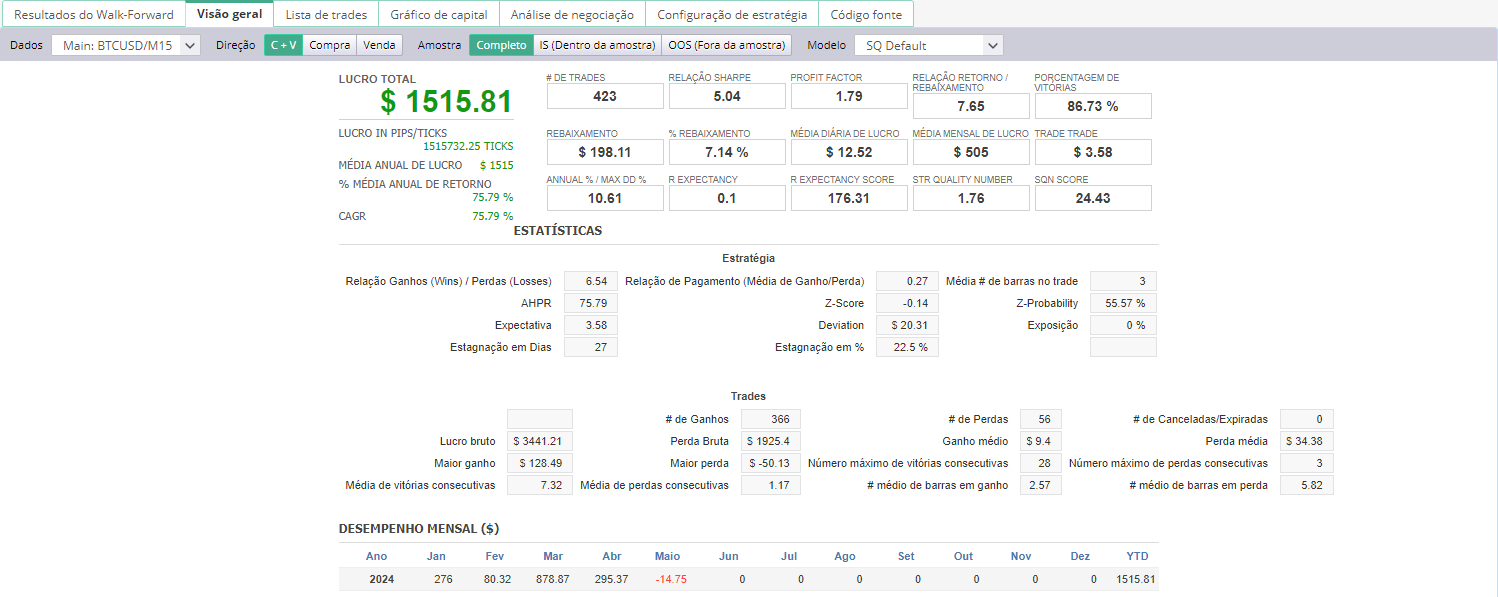 Resultados do Walk-Forward Visão geral Lista de trades Gráfico de capital Análise de negociação Configuração de estratégia Código fonte
Dados Main: BTCUSD/M15 Direção C + V Compra Venda Amostra Completo IS (Dentro da amostra) OOS (Fora da amostra) Modelo SQ Default
LUCRO TOTAL
$ 1515.81
LUCRO IN PIPS/TICKS
1515732.25 TICKS
MÉDIA ANUAL DE LUCRO $ 1515
% MÉDIA ANUAL DE RETORNO
75.79 %
CAGR 75.79 %
# DE TRADES RELAÇÃO SHARPE PROFIT FACTOR RELAÇÃO RETORNO / REBAIXAMENTO PORCENTAGEM DE VITÓRIAS
423 5.04 1.79 7.65 86.73 %
REBAIXAMENTO % REBAIXAMENTO MÉDIA DIÁRIA DE LUCRO MÉDIA MENSAL DE LUCRO TRADE TRADE
$ 198.11 7.14 % $ 12.52 $ 505 $ 3.58
ANNUAL % / MAX DD % R EXPECTANCY R EXPECTANCY SCORE STR QUALITY NUMBER SQN SCORE
10.61 0.1 176.31 1.76 24.43
ESTATÍSTICAS
Estratégia
Relação Ganhos (Wins) / Perdas (Losses) 6.54 Relação de Pagamento (Média de Ganho/Perda) 0.27 Média # de barras no trade 3
AHPR 75.79 Z-Score -0.14 Z-Probability 55.57 %
Expectativa 3.58 Deviation $ 20.31 Exposição 0 %
Estagnação em Dias 27 Estagnação em % 22.5 %
Trades
# de Ganhos 366 # de Perdas 56 # de Canceladas/Expiradas 0
Lucro bruto $ 3441.21 Perda Bruta $ 1925.4 Ganho médio $ 9.4 Perda média $ 34.38
Maior ganho $ 128.49 Maior perda $ -50.13 Número máximo de vitórias consecutivas 28 Número máximo de perdas consecutivas 3
Média de vitórias consecutivas 7.32 Média de perdas consecutivas 1.17 # médio de barras em ganho 2.57 # médio de barras em perda 5.82
DESEMPENHO MENSAL ($)
Ano Jan Fev Mar Abr Maio Jun Jul Ago Set Out Nov Dez YTD
2024 276 80.32 878.87 295.37 -14.75 0 0 0 0 0 0 0 1515.81